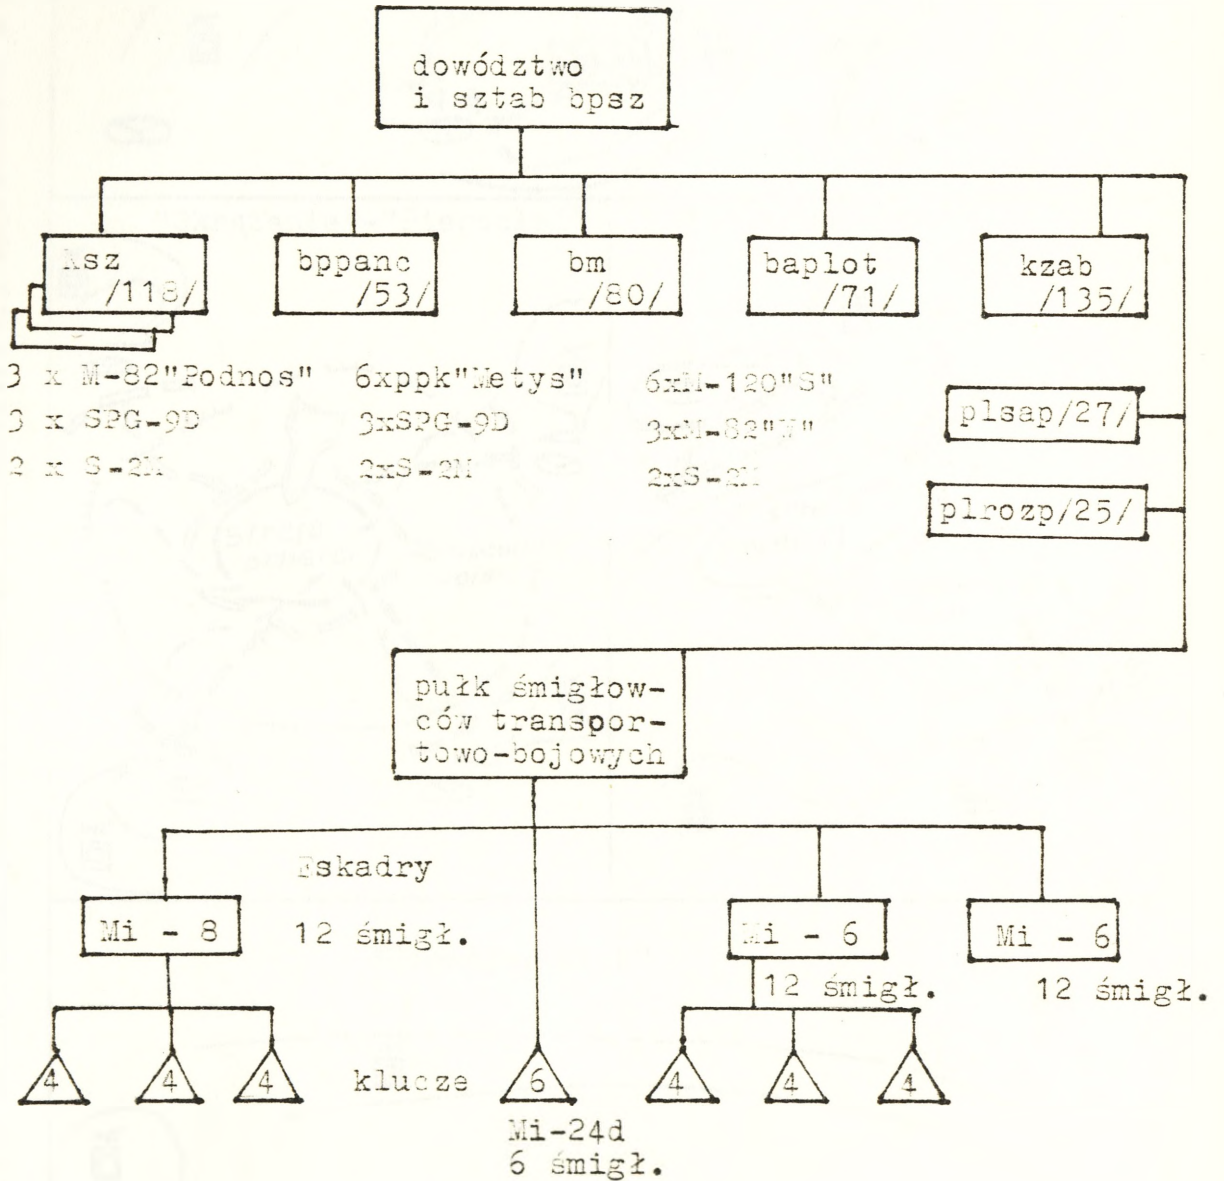 dowództwo
i sztab bpsz
Ksz
/118/
bppanc
/53/
bm
/80/
baplot
/71/
kzab
/135/
3 x M-82"Podnos"
3 x SPG-9D
2 x S-2M
6xppk"Metys"
3xSPG-9D
2xS-2M
6xM-120"S"
3xM-82"W"
2xS-2M
plsap/27/
plrozp/25/
pułk śmigłow-
ców transpor-
towo-bojowych
Eskadry
Mi - 8
12 śmigł.
Mi - 6
12 śmigł.
Mi - 6
12 śmigł.
4
4
4
klucze
6
4
4
4
Mi-24d
6 śmigł.